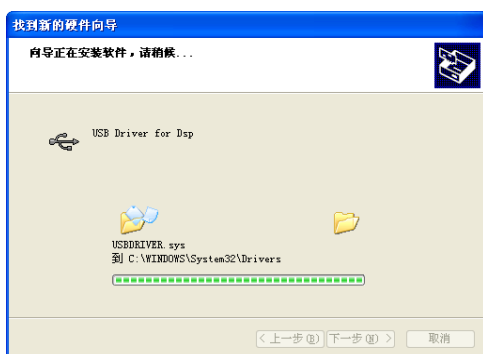 找到新的硬件向导
向导正在安装软件，请稍候...
USB Driver for Dsp
USBDRIVER.sys
到 C:\WINDOWS\System32\Drivers
< 上一步(B) 下一步(N) > 取消